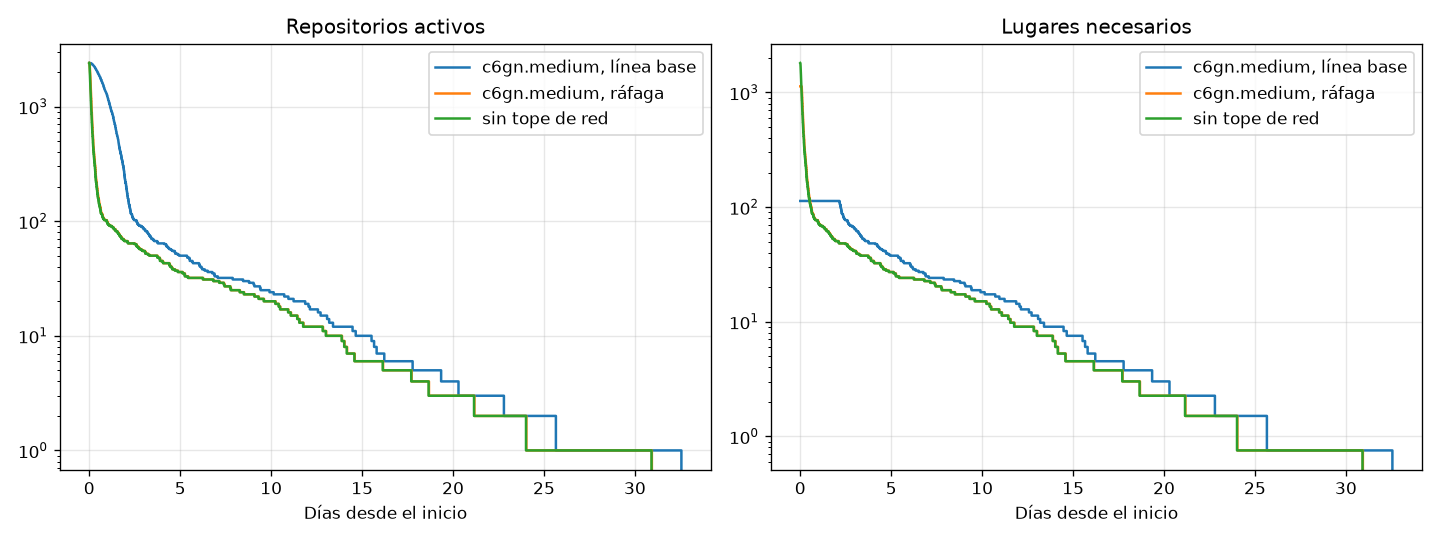 Repositorios activos
c6gn.medium, línea base
c6gn.medium, ráfaga
sin tope de red
10³
10²
10¹
10⁰
0 5 10 15 20 25 30
Días desde el inicio
Lugares necesarios
c6gn.medium, línea base
c6gn.medium, ráfaga
sin tope de red
10³
10²
10¹
10⁰
0 5 10 15 20 25 30
Días desde el inicio